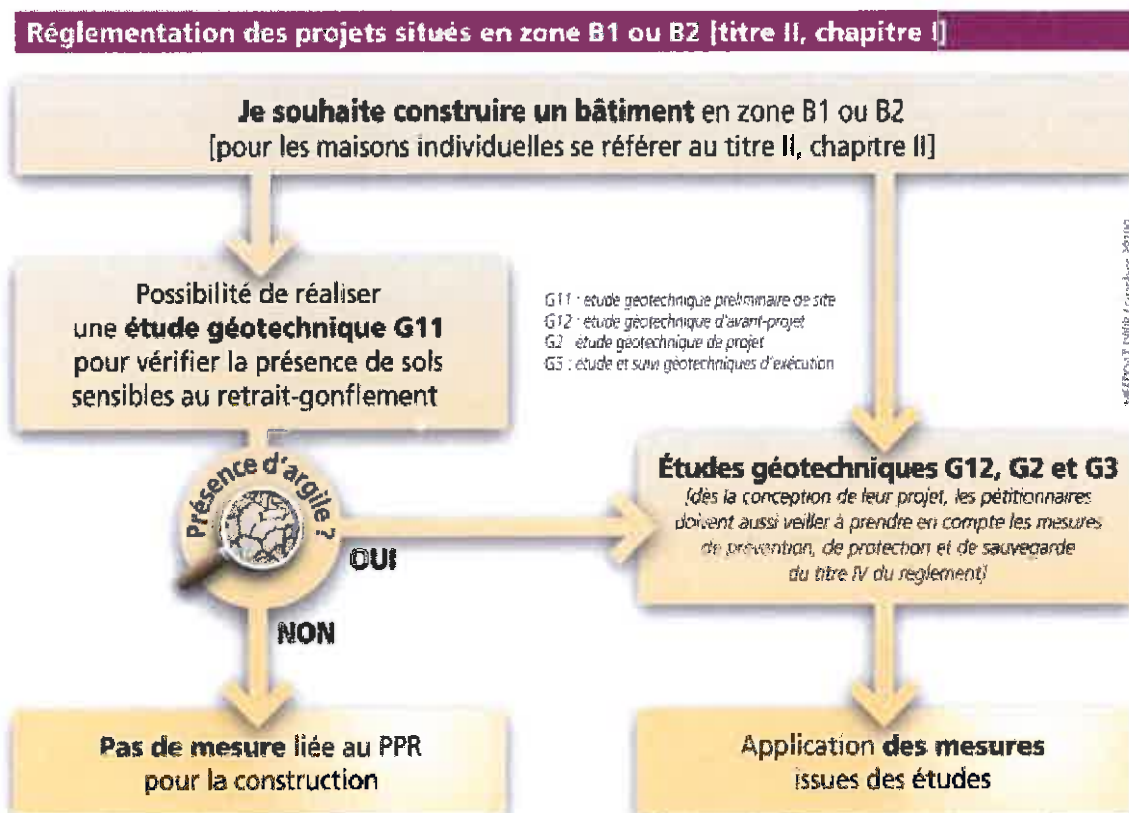 Réglementation des projets situés en zone B1 ou B2 [titre II, chapitre I]
Je souhaite construire un bâtiment en zone B1 ou B2
[pour les maisons individuelles se référer au titre II, chapitre II]
Possibilité de réaliser
une étude géotechnique G11
pour vérifier la présence de sols
sensibles au retrait-gonflement
G11 : étude géotechnique preliminaire de site
G12 : étude géotechnique d'avant-projet
G2 : étude géotechnique de projet
G3 : étude et suivi géotechniques d'exécution
Présence d'argile ?
OUI
NON
Études géotechniques G12, G2 et G3
[dès la conception de leur projet, les pétitionnaires
doivent aussi veiller à prendre en compte les mesures
de prévention, de protection et de sauvegarde
du titre IV du reglement]
Pas de mesure liée au PPR
pour la construction
Application des mesures
issues des études